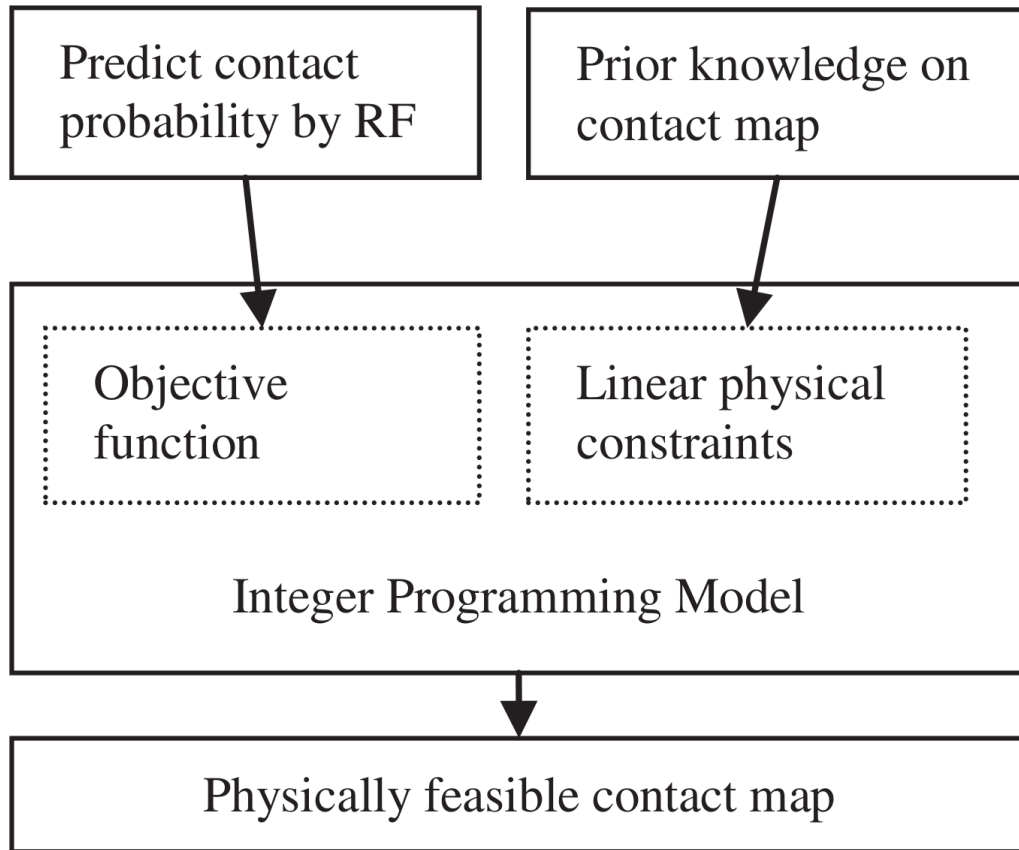 Predict contact
probability by RF
Prior knowledge on
contact map
Objective
function
Linear physical
constraints
Integer Programming Model
Physically feasible contact map